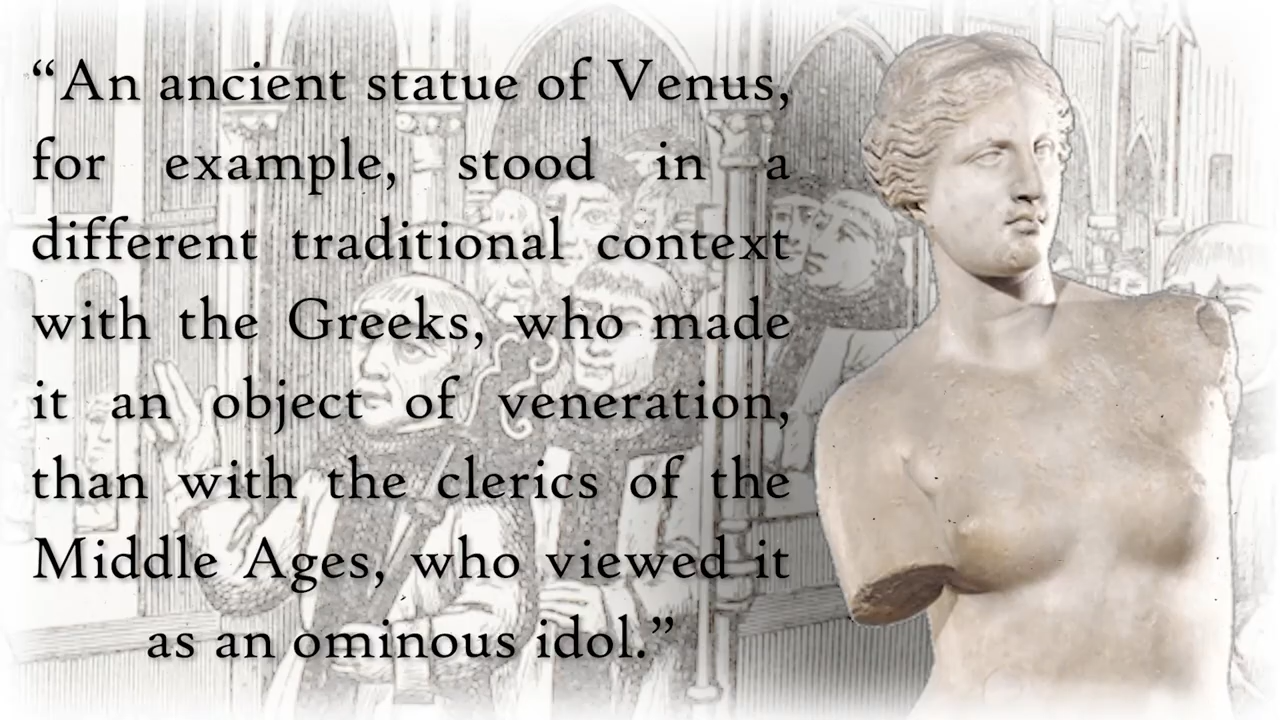 “An ancient statue of Venus,
for example, stood in a
different traditional context
with the Greeks, who made
it an object of veneration,
than with the clerics of the
Middle Ages, who viewed it
as an ominous idol.”